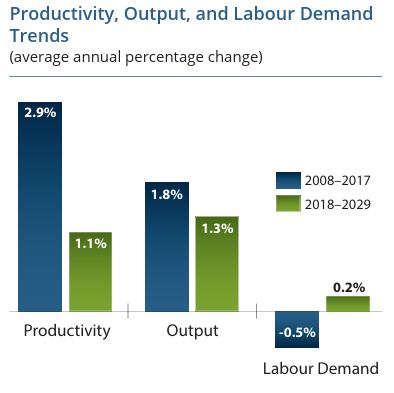 Productivity, Output, and Labour Demand
Trends
(average annual percentage change)
2.9%
1.1%
1.8%
1.3%
-0.5%
0.2%
2008–2017
2018–2029
Productivity
Output
Labour Demand